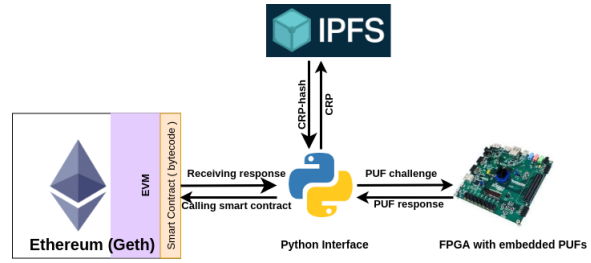 IPFS
CRP-hash
CRP
EVM
Smart Contract ( bytecode )
Receiving response
Calling smart contract
PUF challenge
PUF response
Ethereum (Geth)
Python Interface
FPGA with embedded PUFs